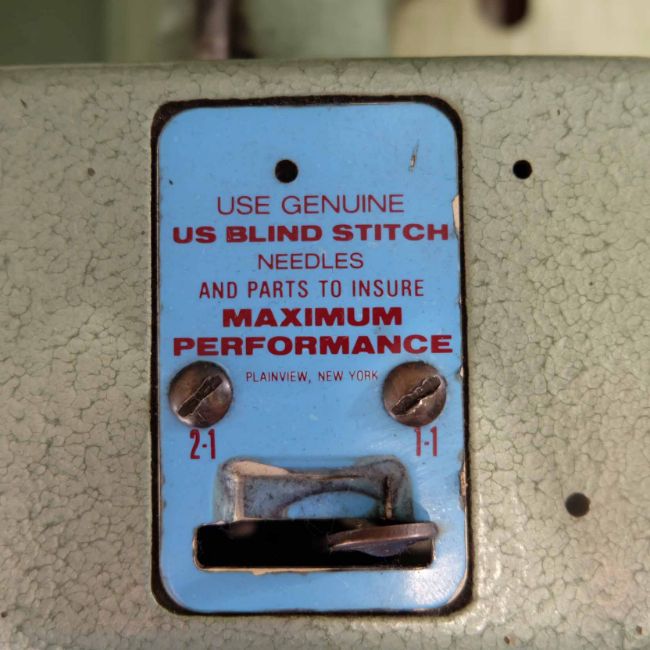 USE GENUINE
US BLIND STITCH
NEEDLES
AND PARTS TO INSURE
MAXIMUM
PERFORMANCE
PLAINVIEW, NEW YORK
2-1 1-1